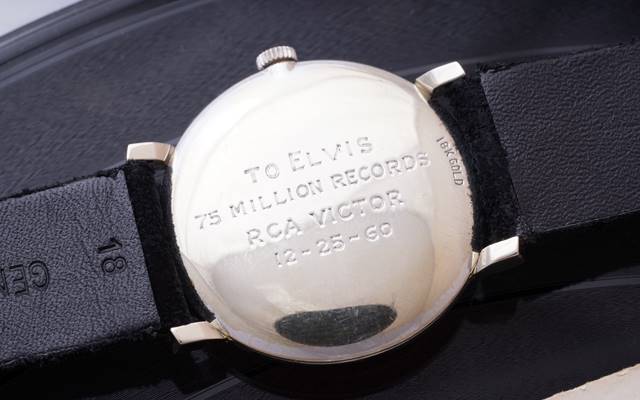 TO ELVIS
75 MILLION RECORDS
RCA VICTOR
12-25-60
18K GOLD
18